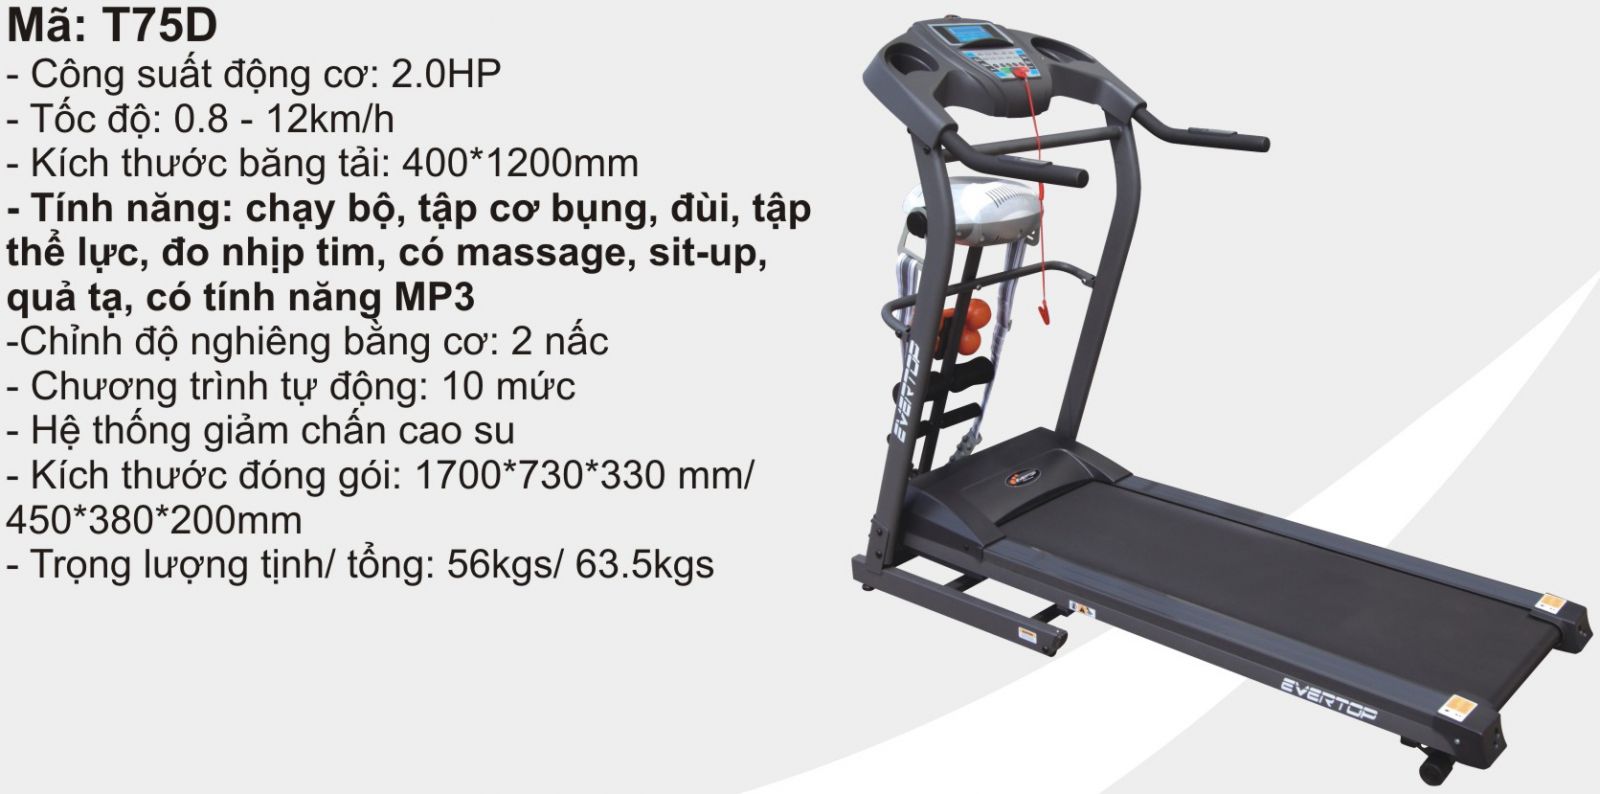 Mã: T75D
- Công suất động cơ: 2.0HP
- Tốc độ: 0.8 - 12km/h
- Kích thước băng tải: 400*1200mm
- Tính năng: chạy bộ, tập cơ bụng, đùi, tập
thể lực, đo nhịp tim, có massage, sit-up,
quả tạ, có tính năng MP3
-Chỉnh độ nghiêng bằng cơ: 2 nấc
- Chương trình tự động: 10 mức
- Hệ thống giảm chấn cao su
- Kích thước đóng gói: 1700*730*330 mm/
450*380*200mm
- Trọng lượng tịnh/ tổng: 56kgs/ 63.5kgs
EVERTOP
EVERTOP